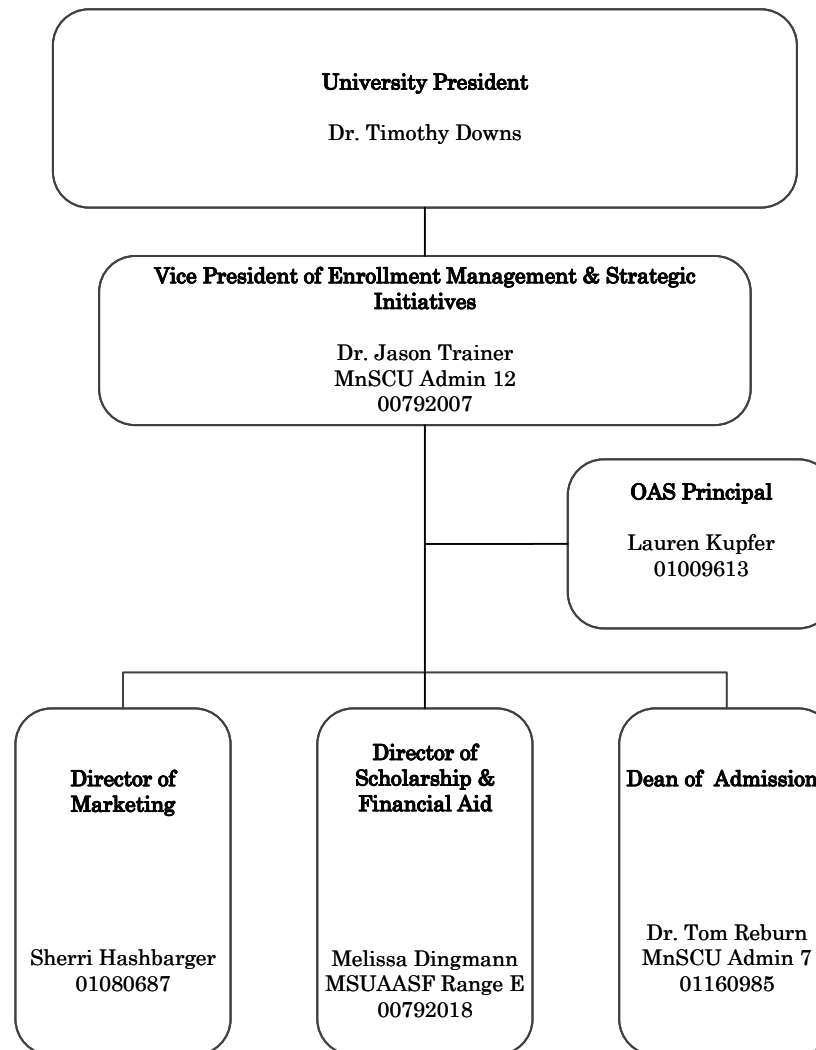 University President
Dr. Timothy Downs
Vice President of Enrollment Management & Strategic
Initiatives
Dr. Jason Trainer
MnSCU Admin 12
00792007
OAS Principal
Lauren Kupfer
01009613
Director of
Marketing
Sherri Hashbarger
01080687
Director of
Scholarship &
Financial Aid
Melissa Dingmann
MSUAASF Range E
00792018
Dean of Admission
Dr. Tom Reburn
MnSCU Admin 7
01160985